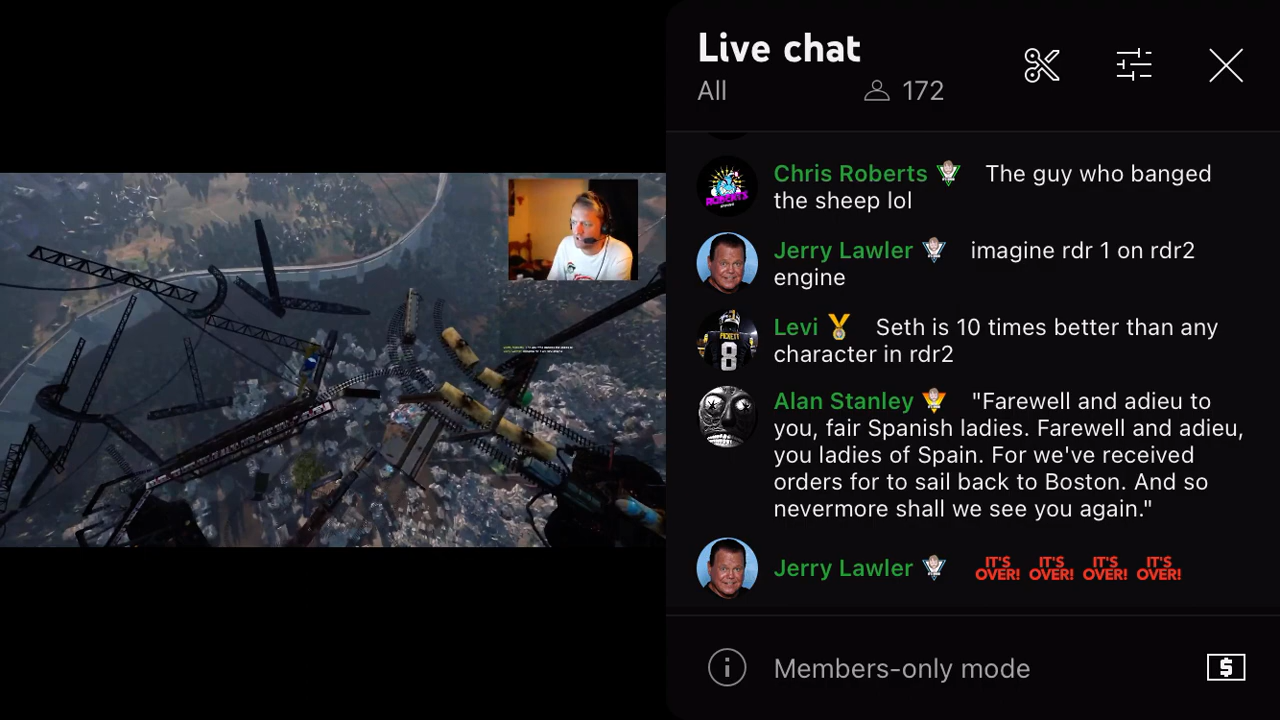 Live chat
All 172
Chris Roberts The guy who banged
the sheep lol
Jerry Lawler imagine rdr 1 on rdr2
engine
Levi Seth is 10 times better than any
character in rdr2
Alan Stanley "Farewell and adieu to
you, fair Spanish ladies. Farewell and adieu,
you ladies of Spain. For we've received
orders for to sail back to Boston. And so
nevermore shall we see you again."
Jerry Lawler IT'S OVER! IT'S OVER! IT'S OVER! IT'S OVER!
Members-only mode